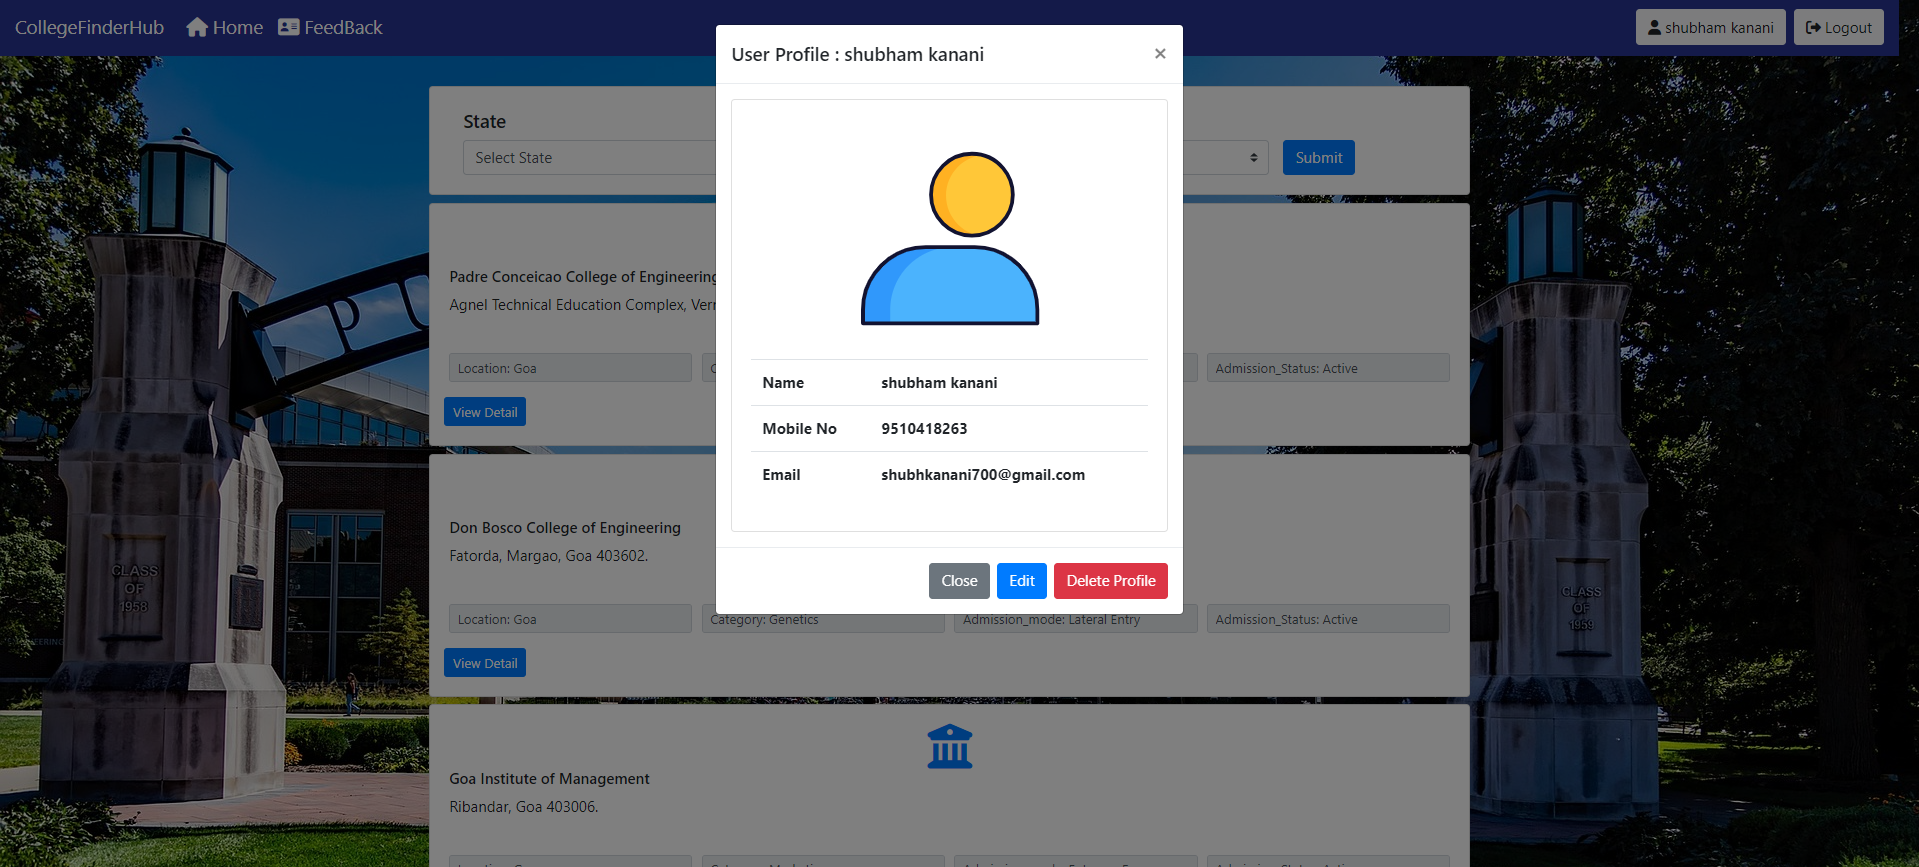 CollegeFinderHub Home FeedBack shubham kanani Logout
User Profile : shubham kanani ×
Name shubham kanani
Mobile No 9510418263
Email shubhkanani700@gmail.com
Close Edit Delete Profile
State
Select State Submit
Padre Conceicao College of Engineering
Agnel Technical Education Complex,
Location: Goa Admission_Status: Active
View Detail
Don Bosco College of Engineering
Fatorda, Margao, Goa 403602.
Location: Goa Category: Genetics Admission_mode: Lateral Entry Admission_Status: Active
View Detail
Goa Institute of Management
Ribandar, Goa 403006.
CLASS
OF
1958
CLASS
OF
1959